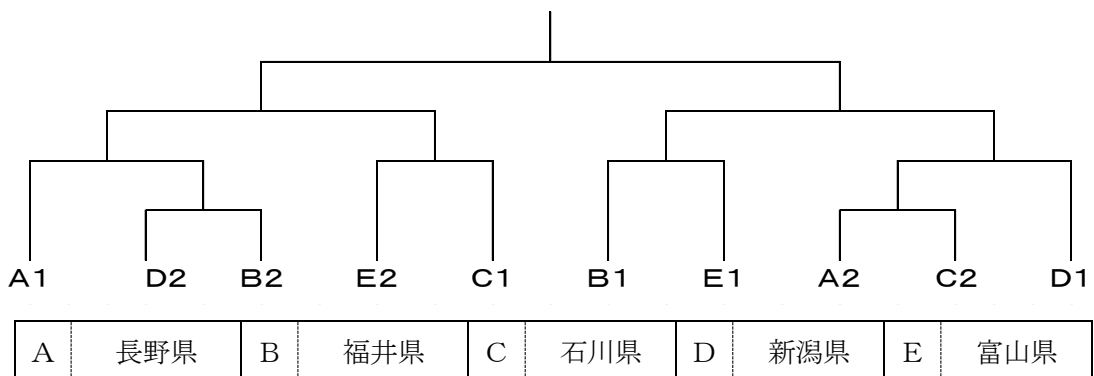 A1 D2 B2 E2 C1 B1 E1 A2 C2 D1
A 長野県 B 福井県 C 石川県 D 新潟県 E 富山県